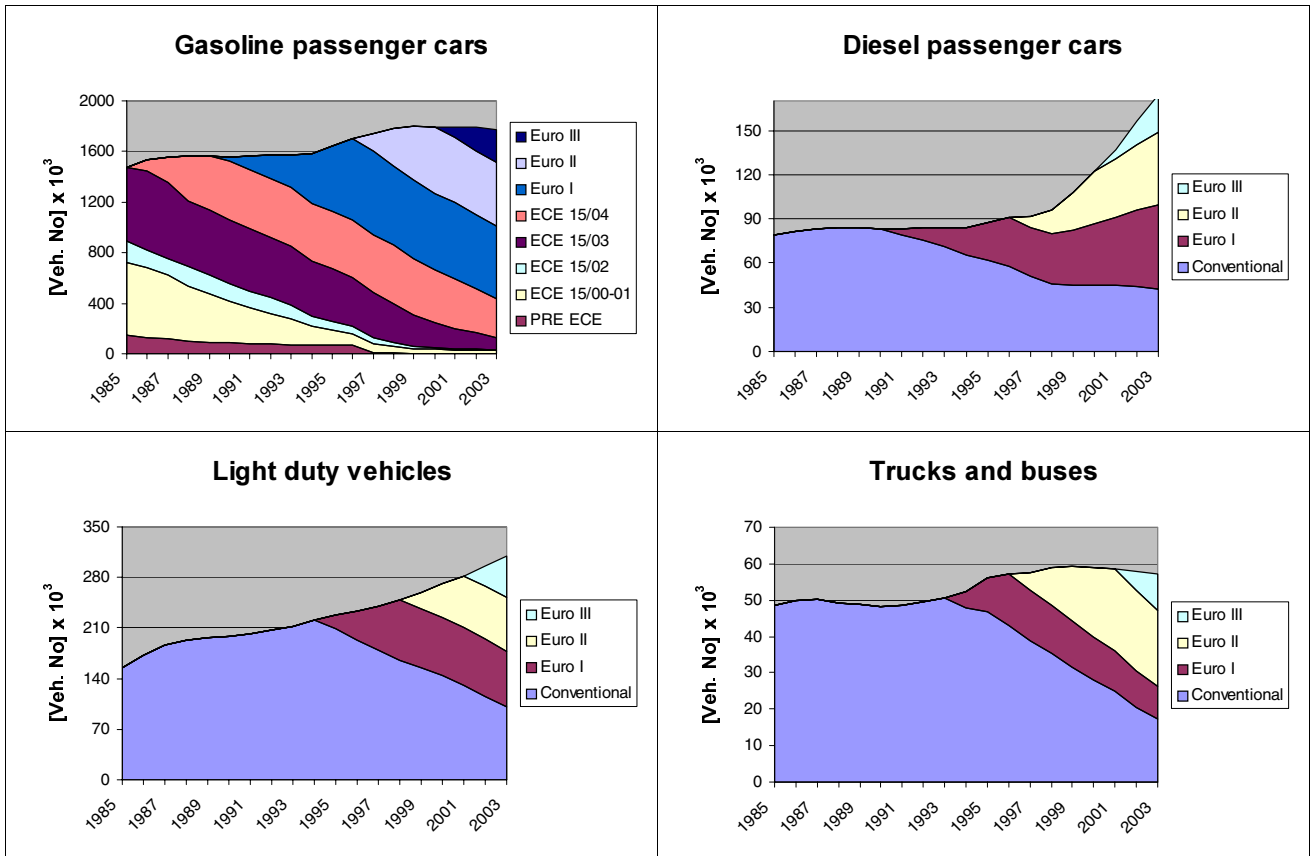 Gasoline passenger cars
[Veh. No] x 10³
2000
1600
1200
800
400
0
1985
1987
1989
1991
1993
1995
1997
1999
2001
2003
Euro III
Euro II
Euro I
ECE 15/04
ECE 15/03
ECE 15/02
ECE 15/00-01
PRE ECE
Diesel passenger cars
[Veh. No] x 10³
150
120
90
60
30
0
1985
1987
1989
1991
1993
1995
1997
1999
2001
2003
Euro III
Euro II
Euro I
Conventional
Light duty vehicles
[Veh. No] x 10³
350
280
210
140
70
0
1985
1987
1989
1991
1993
1995
1997
1999
2001
2003
Euro III
Euro II
Euro I
Conventional
Trucks and buses
[Veh. No] x 10³
70
60
50
40
30
20
10
0
1985
1987
1989
1991
1993
1995
1997
1999
2001
2003
Euro III
Euro II
Euro I
Conventional